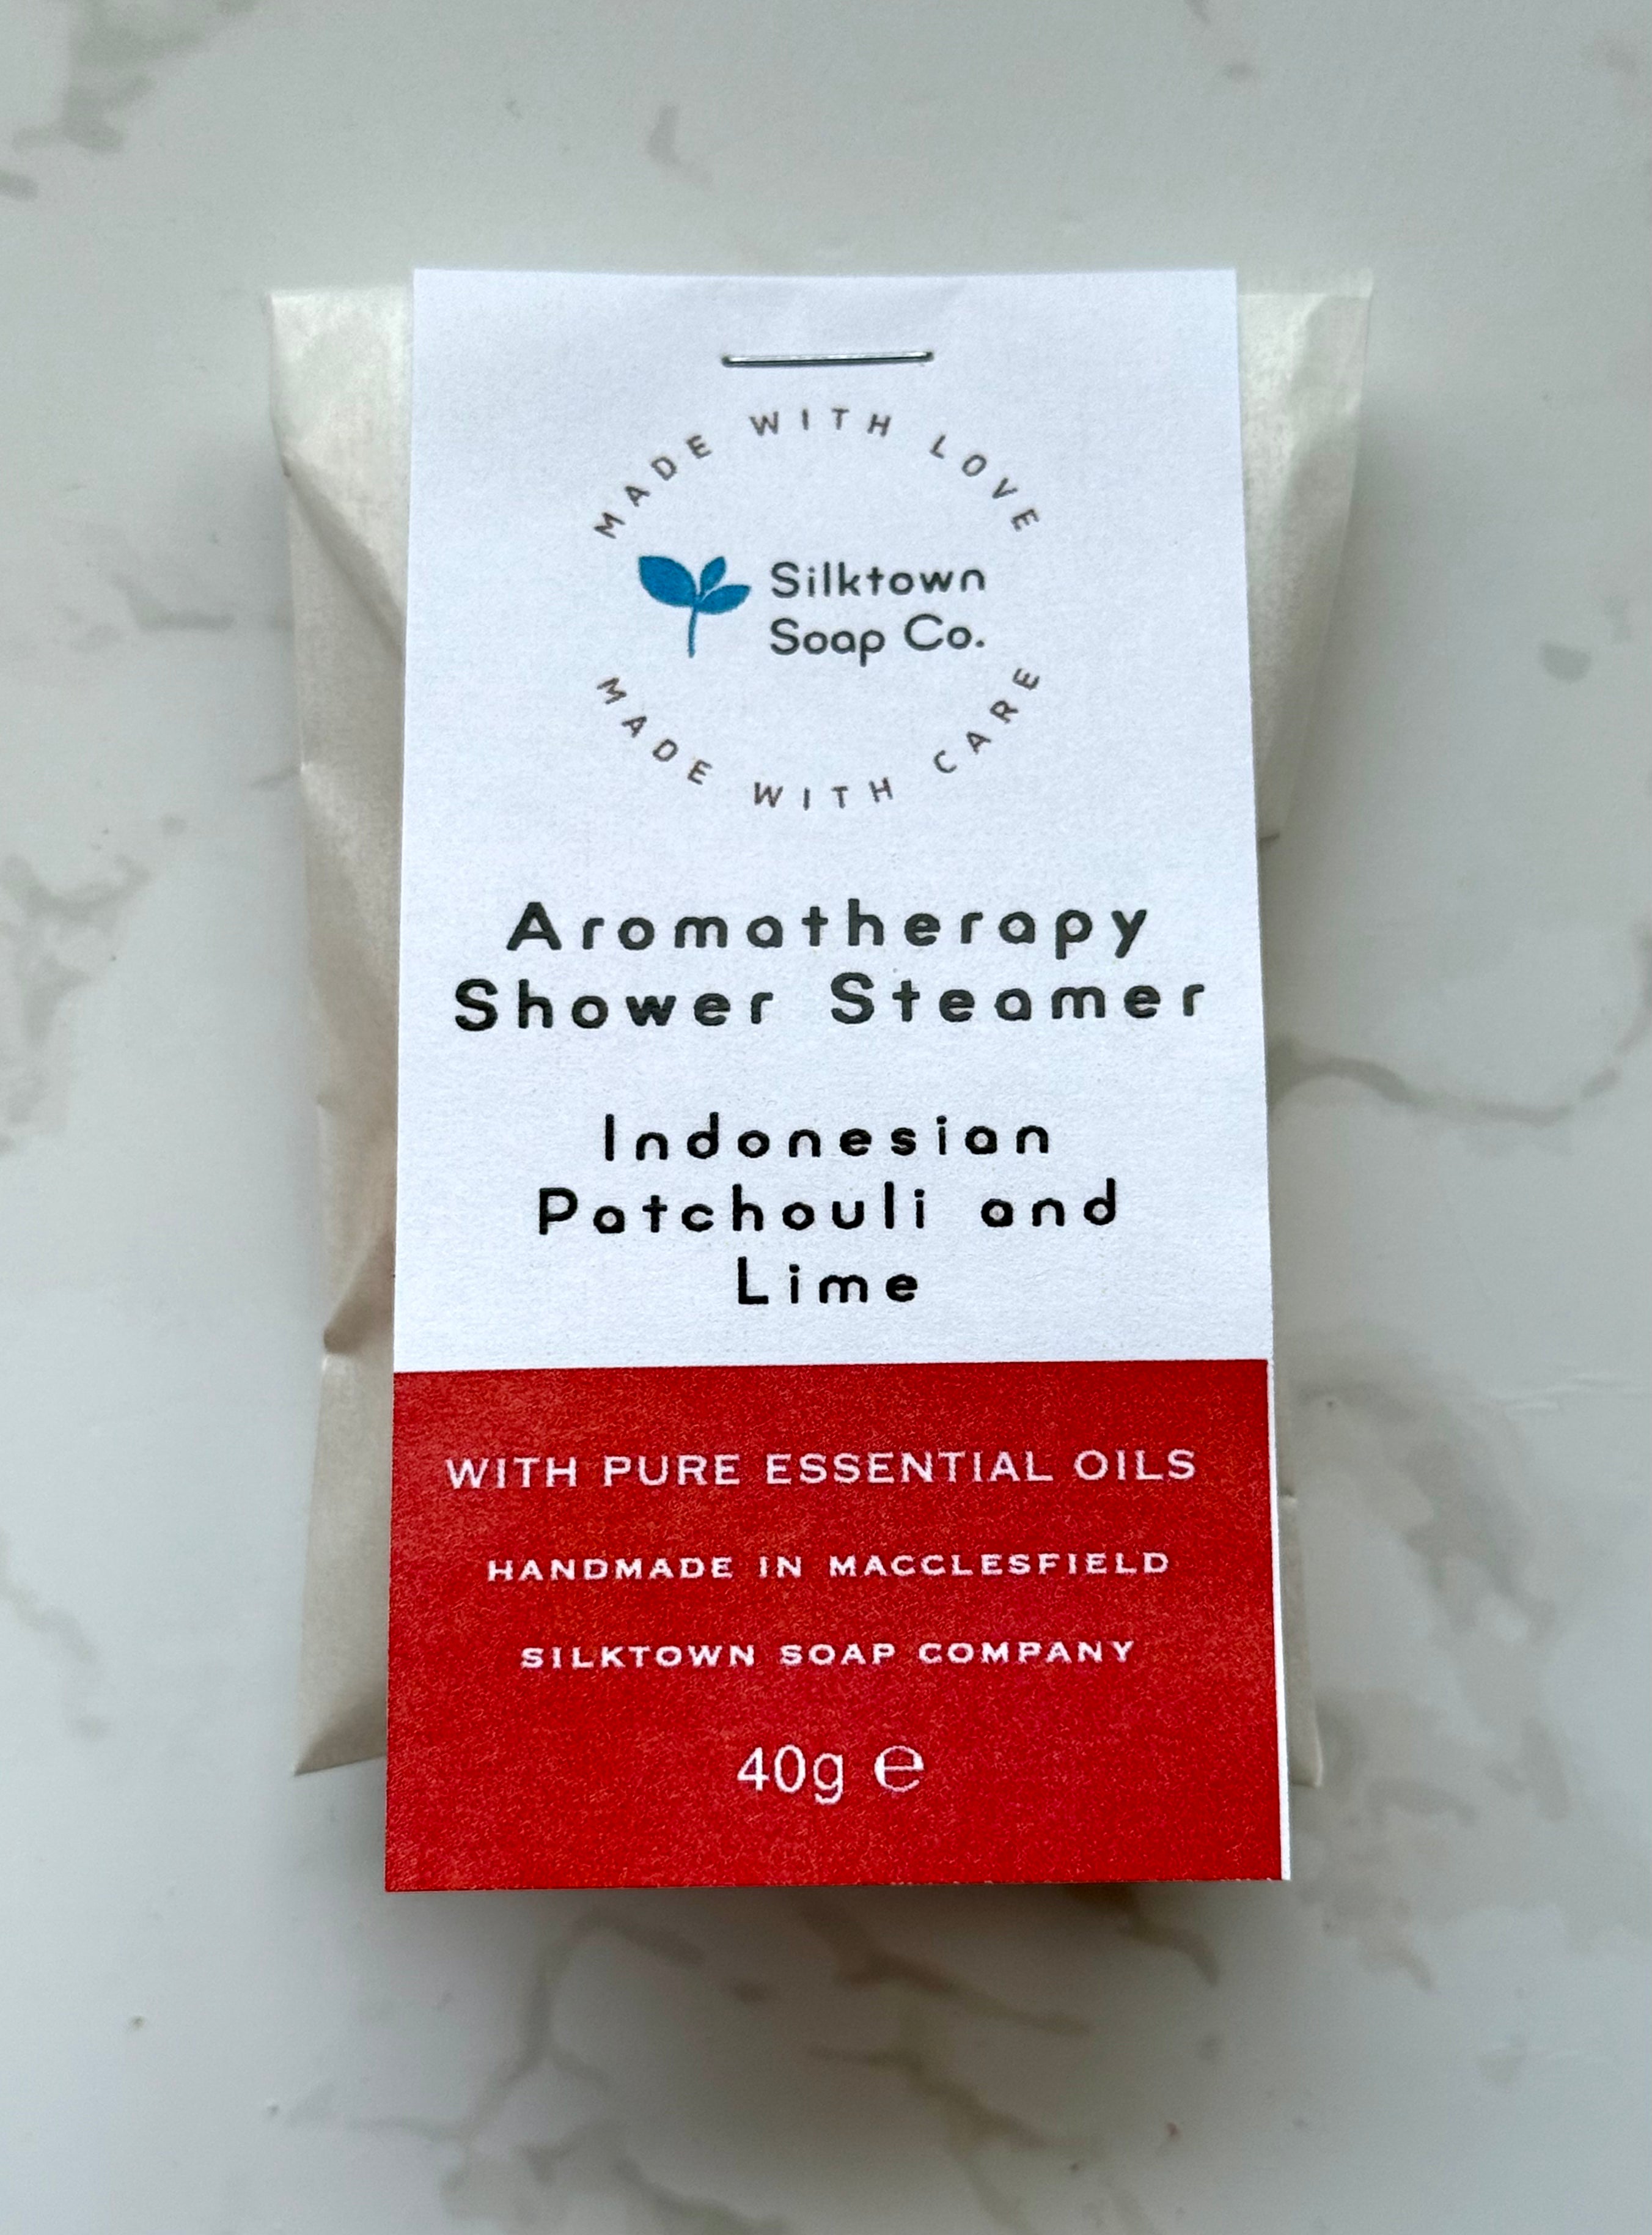 MADE WITH LOVE
Silktown
Soap Co.
MADE WITH CARE
Aromatherapy
Shower Steamer
Indonesian
Patchouli and
Lime
WITH PURE ESSENTIAL OILS
HANDMADE IN MACCLESFIELD
SILKTOWN SOAP COMPANY
40g ℮